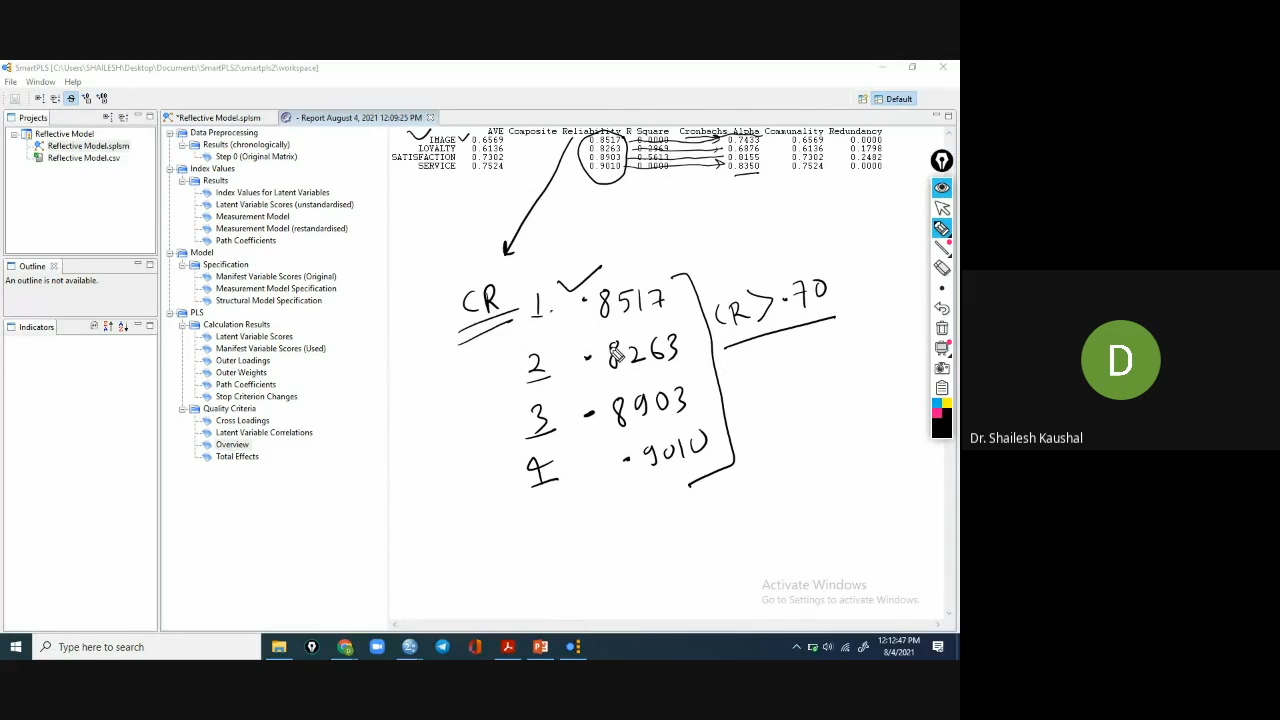 SmartPLS [C:\Users\SHAILESH\Desktop\Documents\SmartPLS2\smartpls2\workspace]
File Window Help
Default
Projects
*Reflective Model.splsm
- Report August 4, 2021 12:09:25 PM
Reflective Model
Reflective Model.splsm
Reflective Model.csv
Outline
An outline is not available.
Indicators
Data Preprocessing
Results (chronologically)
Step 0 (Original Matrix)
Index Values
Results
Index Values for Latent Variables
Latent Variable Scores (unstandardised)
Measurement Model
Measurement Model (restandardised)
Path Coefficients
Model
Specification
Manifest Variable Scores (Original)
Measurement Model Specification
Structural Model Specification
PLS
Calculation Results
Latent Variable Scores
Manifest Variable Scores (Used)
Outer Loadings
Outer Weights
Path Coefficients
Stop Criterion Changes
Quality Criteria
Cross Loadings
Latent Variable Correlations
Overview
Total Effects
AVE Composite Reliability R Square Cronbachs Alpha Communality Redundancy
IMAGE 0.6569 0.8517 0.0000 0.7433 0.6569 0.0000
LOYALTY 0.6136 0.8263 0.2969 0.6876 0.6136 0.1798
SATISFACTION 0.7302 0.8903 0.5613 0.8155 0.7302 0.2482
SERVICE 0.7524 0.9010 0.0000 0.8350 0.7524 0.0000
CR 1. .8517
2 .8263
3 .8903
4 .9010
CR > .70
Activate Windows
Go to Settings to activate Windows.
Type here to search
12:12:47 PM
8/4/2021
D
Dr. Shailesh Kaushal